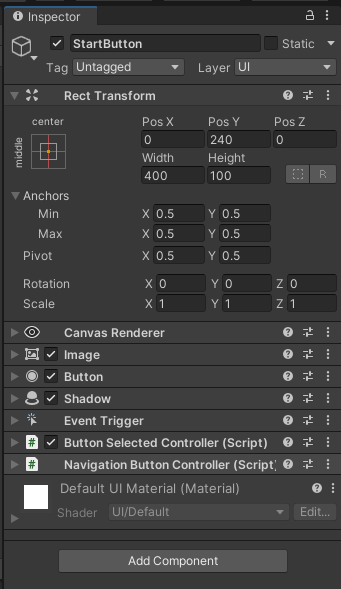 Inspector
StartButton Static
Tag Untagged Layer UI
Rect Transform
center Pos X Pos Y Pos Z
middle 0 240 0
Width Height
400 100 R
Anchors
Min X 0.5 Y 0.5
Max X 0.5 Y 0.5
Pivot X 0.5 Y 0.5
Rotation X 0 Y 0 Z 0
Scale X 1 Y 1 Z 1
Canvas Renderer
Image
Button
Shadow
Event Trigger
# Button Selected Controller (Script)
# Navigation Button Controller (Script)
Default UI Material (Material)
Shader UI/Default Edit...
Add Component